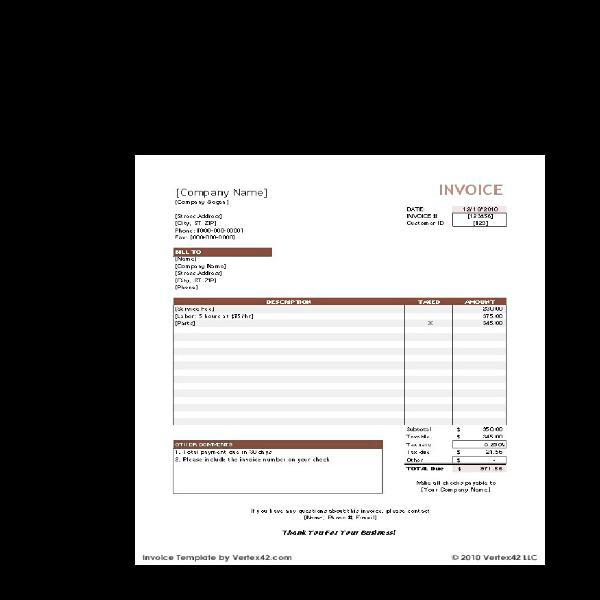 [Company Name]
INVOICE
[Company Slogan]
DATE
[Street Address]
INVOICE #
[123456]
[City, ST ZIP]
Customer ID
[123]
Phone: [000-000-0000]
Fax: [000-000-0000]
BILL TO
[Name]
[Company Name]
[Street Address]
[City, ST ZIP]
[Phone]
DESCRIPTION TAXED AMOUNT
[Service Fee]
[Labor: 5 hours at $75/hr] 375.00
[Parts] X 345.00
Subtotal $ 950.00
Taxable $ 345.00
Tax rate 6.250%
Tax due $ 21.56
Other $ -
TOTAL Due $ 971.56
OTHER COMMENTS
1. Total payment due in 30 days
2. Please include the invoice number on your check
Make all checks payable to
[Your Company Name]
If you have any questions about this invoice, please contact
[Name, Phone #, E-mail]
Thank You For Your Business!
Invoice Template by Vertex42.com
© 2010 Vertex42 LLC